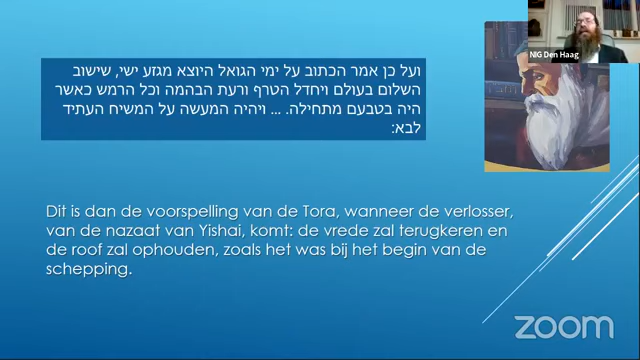 NIG Den Haag
ועל כן אמר הכתוב על ימי הגואל היוצא מגזע ישי, שישוב
השלום בעולם ויחדל הטרף ורעת הבהמה וכל הרמש כאשר
היה בטבעם מתחילה. ... ויהיה המעשה על המשיח העתיד
לבא:
Dit is dan de voorspelling van de Tora, wanneer de verlosser,
van de nazaat van Yishai, komt: de vrede zal terugkeren en
de roof zal ophouden, zoals het was bij het begin van de
schepping.
zoom